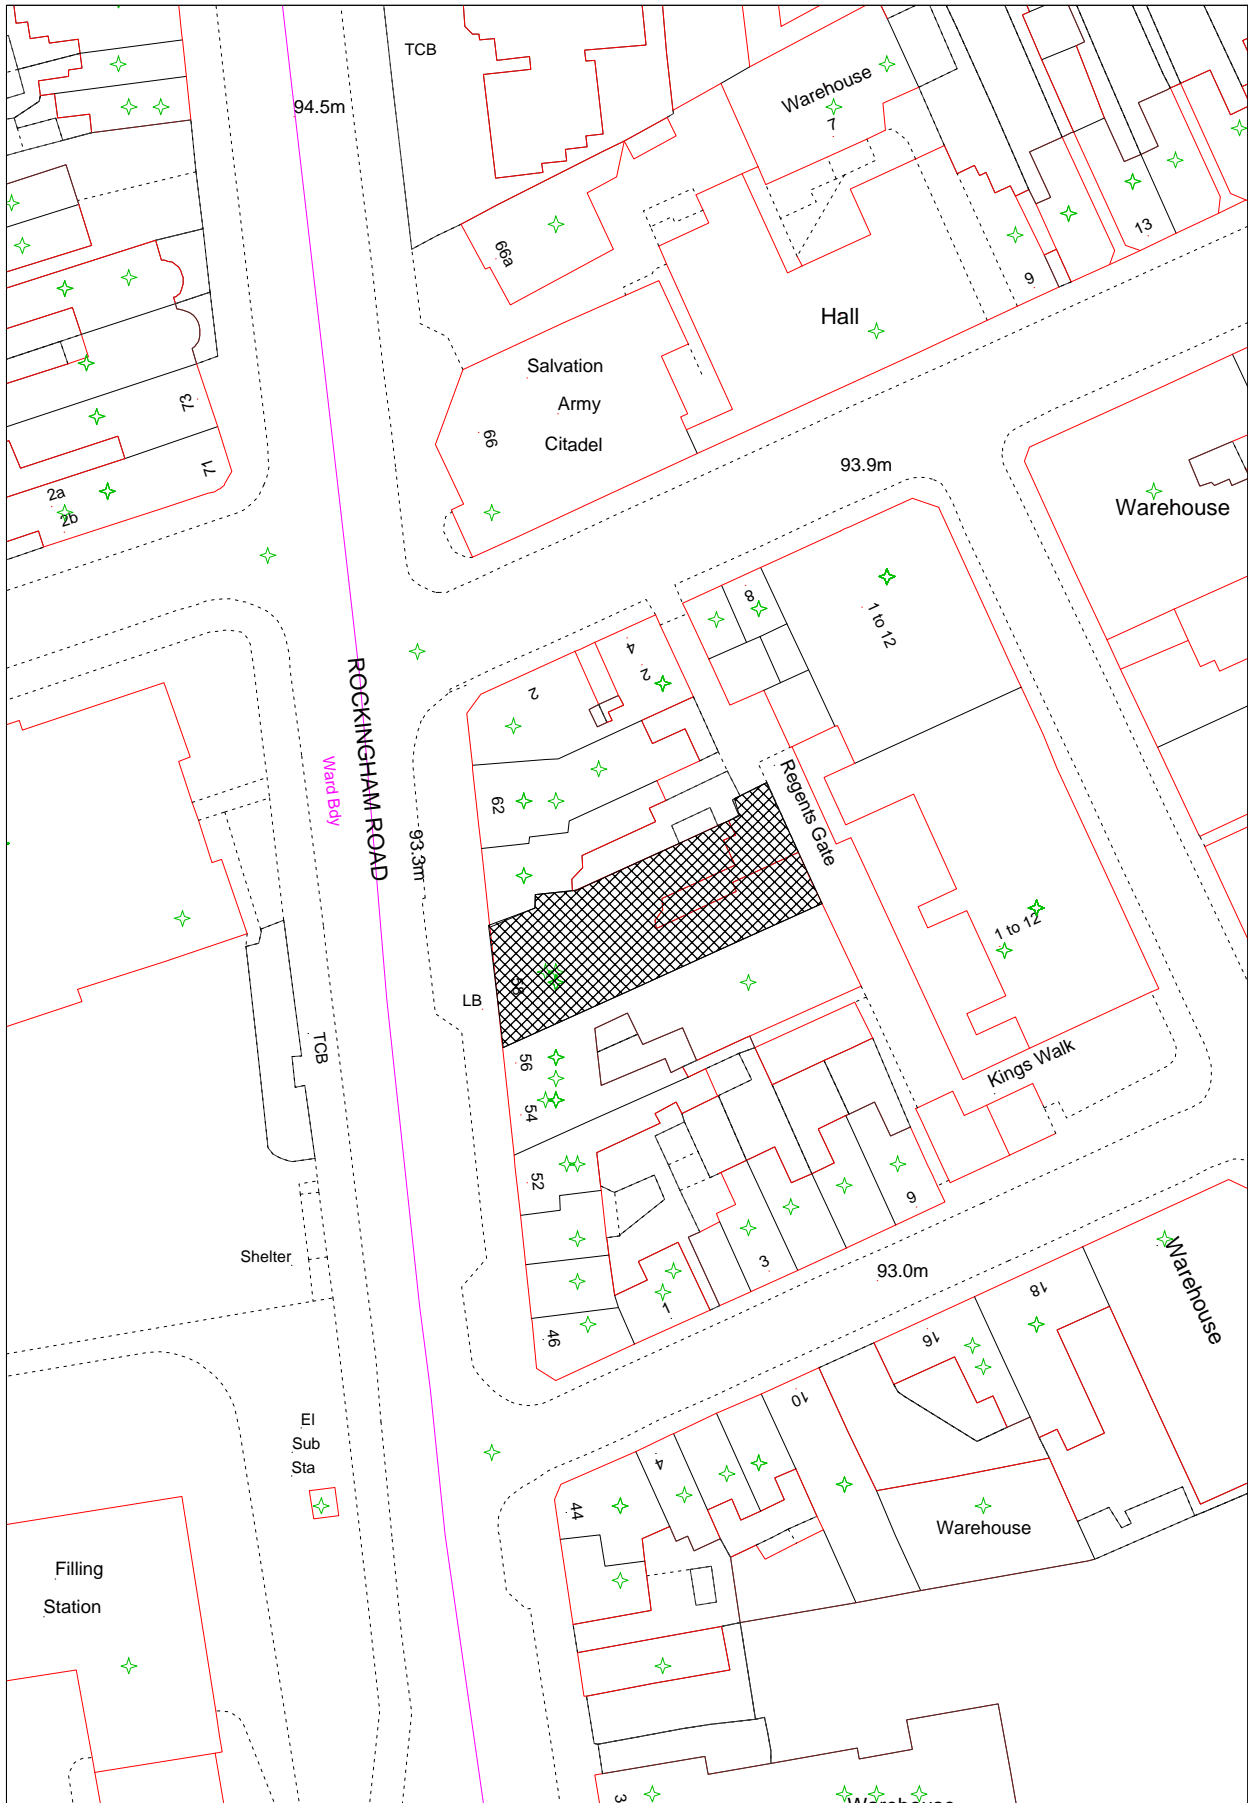 TCB
Warehouse
7
94.5m
66a
13
9
Hall
Salvation
Army
Citadel
66
73
71
2a
2b
93.9m
Warehouse
8
1 to 12
4
2
2
ROCKINGHAM ROAD
Ward Bdy
62
93.3m
Regents Gate
1 to 12
58
LB
56
54
TCB
Kings Walk
52
9
Shelter
3
93.0m
1
46
18
Warehouse
16
10
El
Sub
Sta
4
44
Warehouse
Filling
Station
3
Warehouse